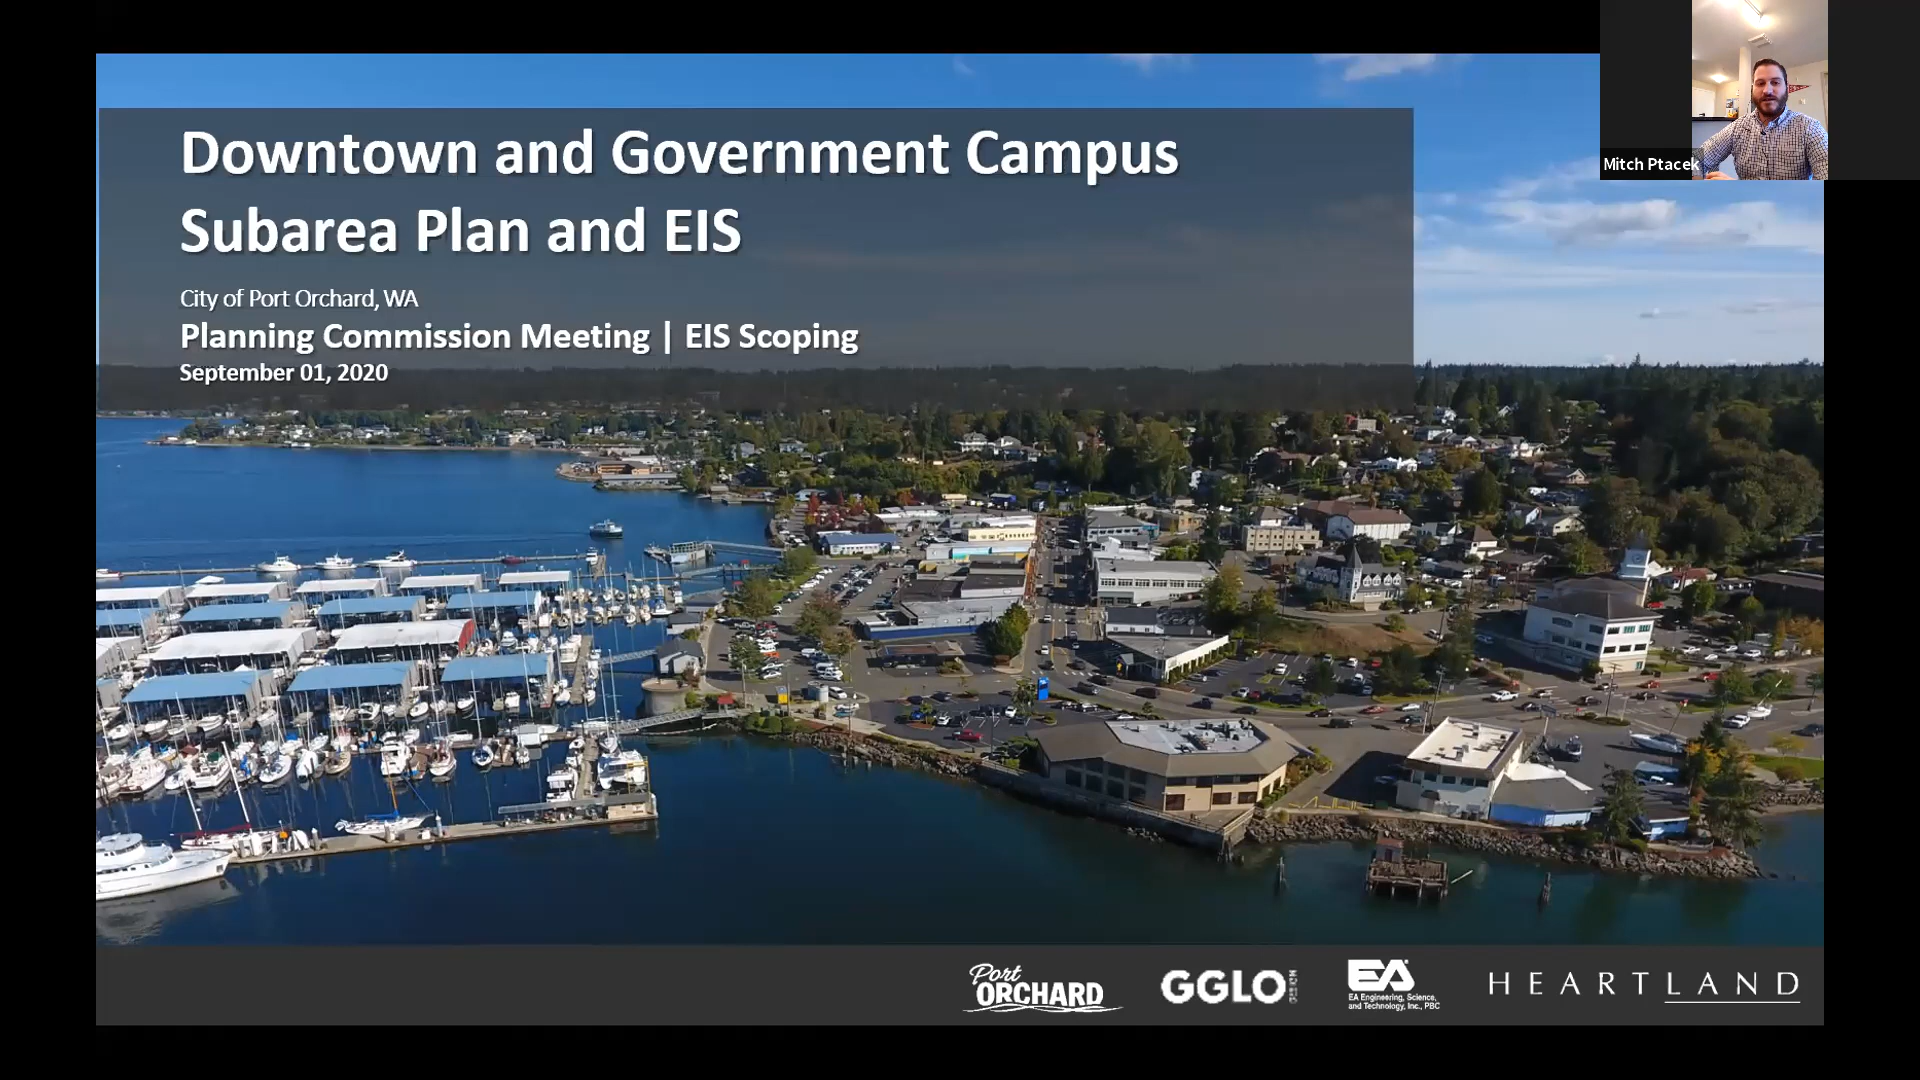 Downtown and Government Campus
Subarea Plan and EIS
City of Port Orchard, WA
Planning Commission Meeting | EIS Scoping
September 01, 2020
Mitch Ptacek
Port
ORCHARD
GGLO
DESIGN
EA
EA Engineering, Science,
and Technology, Inc., PBC
HEARTLAND